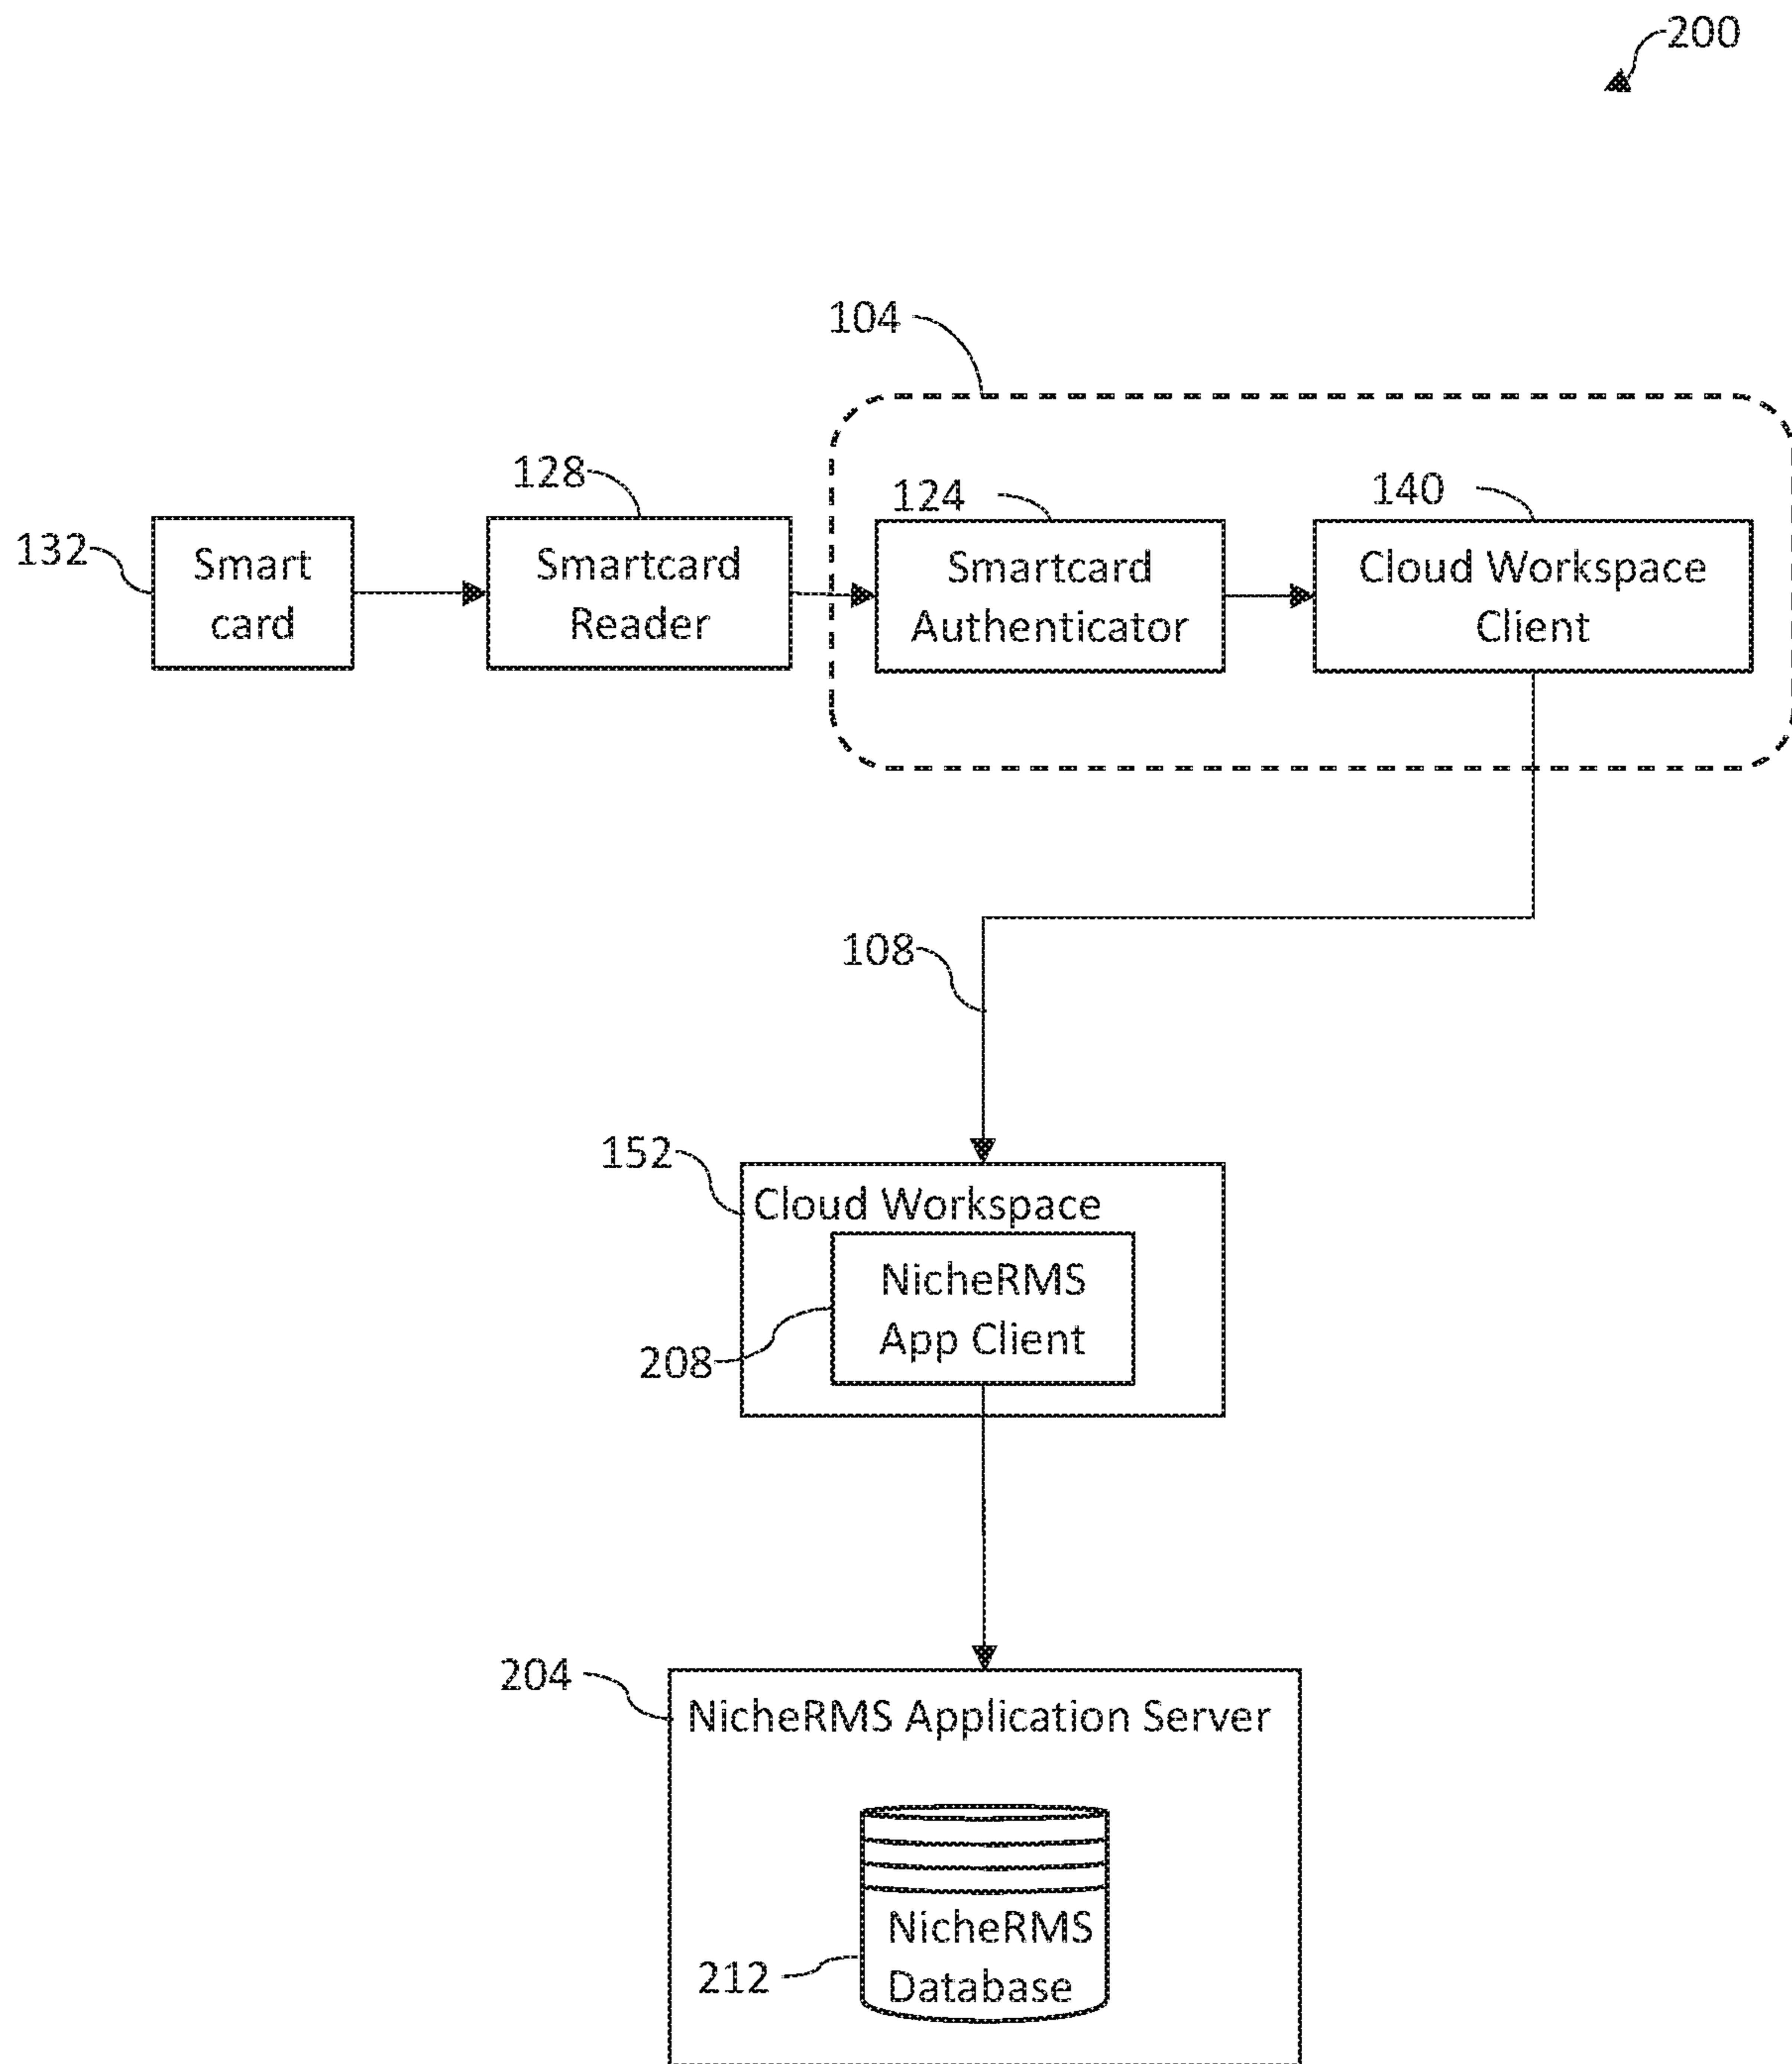 200
104
128
124
140
132
Smart
card
Smartcard
Reader
Smartcard
Authenticator
Cloud Workspace
Client
108
152
Cloud Workspace
NicheRMS
App Client
208
204
NicheRMS Application Server
NicheRMS
Database
212